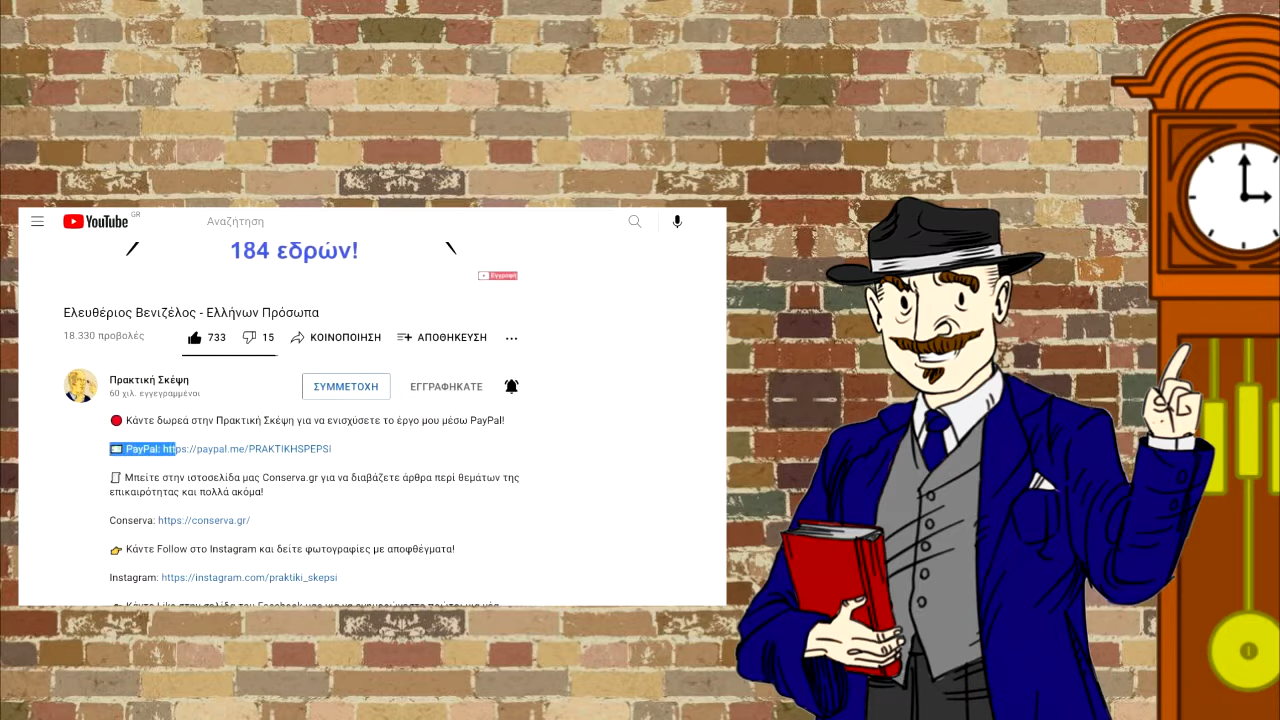 YouTube GR
Αναζήτηση
184 εδρών!
Εγγραφή
Ελευθέριος Βενιζέλος - Ελλήνων Πρόσωπα
18.330 προβολές 733 15 ΚΟΙΝΟΠΟΙΗΣΗ ΑΠΟΘΗΚΕΥΣΗ
Πρακτική Σκέψη
60 χιλ. εγγεγραμμένοι
ΣΥΜΜΕΤΟΧΗ ΕΓΓΡΑΦΗΚΑΤΕ
🔴 Κάντε δωρεά στην Πρακτική Σκέψη για να ενισχύσετε το έργο μου μέσω PayPal!
💵 PayPal: https://paypal.me/PRAKTIKHSPEPSI
Μπείτε στην ιστοσελίδα μας Conserva.gr για να διαβάζετε άρθρα περί θεμάτων της
επικαιρότητας και πολλά ακόμα!
Conserva: https://conserva.gr/
👉 Κάντε Follow στο Instagram και δείτε φωτογραφίες με αποφθέγματα!
Instagram: https://instagram.com/praktiki_skepsi